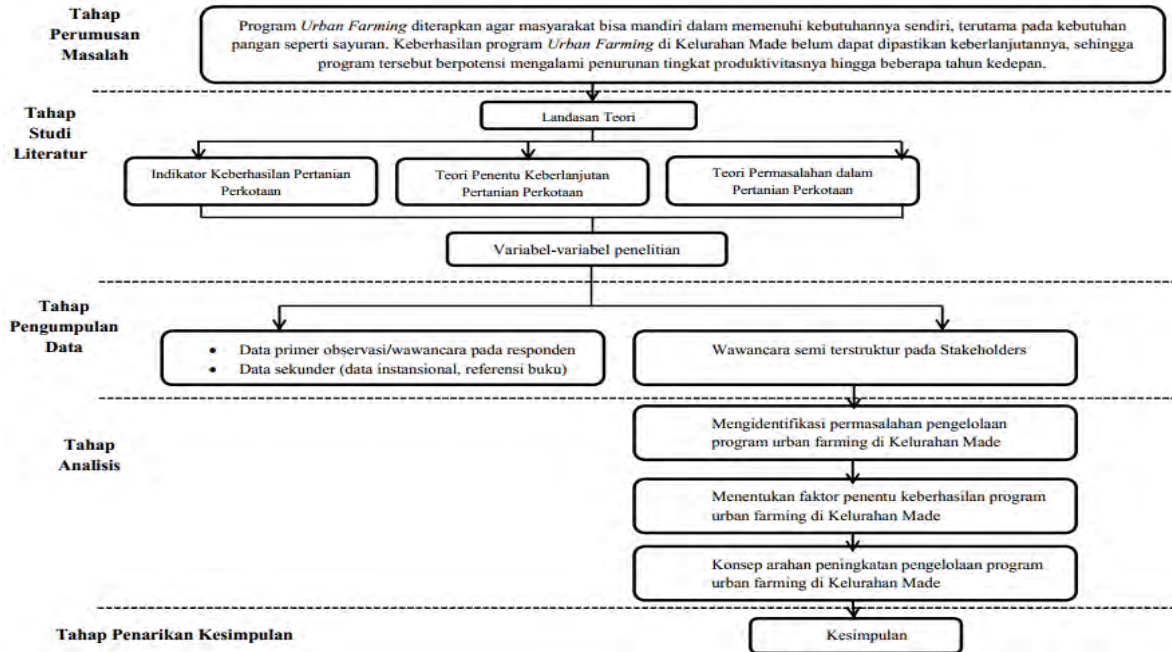 Tahap
Perumusan
Masalah
Program Urban Farming diterapkan agar masyarakat bisa mandiri dalam memenuhi kebutuhannya sendiri, terutama pada kebutuhan
pangan seperti sayuran. Keberhasilan program Urban Farming di Kelurahan Made belum dapat dipastikan keberlanjutannya, sehingga
program tersebut berpotensi mengalami penurunan tingkat produktivitasnya hingga beberapa tahun kedepan.
Tahap
Studi
Literatur
Landasan Teori
Indikator Keberhasilan Pertanian
Perkotaan
Teori Penentu Keberlanjutan
Pertanian Perkotaan
Teori Permasalahan dalam
Pertanian Perkotaan
Variabel-variabel penelitian
Tahap
Pengumpulan
Data
• Data primer observasi/wawancara pada responden
• Data sekunder (data instansional, referensi buku)
Wawancara semi terstruktur pada Stakeholders
Tahap
Analisis
Mengidentifikasi permasalahan pengelolaan
program urban farming di Kelurahan Made
Menentukan faktor penentu keberhasilan program
urban farming di Kelurahan Made
Konsep arahan peningkatan pengelolaan program
urban farming di Kelurahan Made
Tahap Penarikan Kesimpulan
Kesimpulan